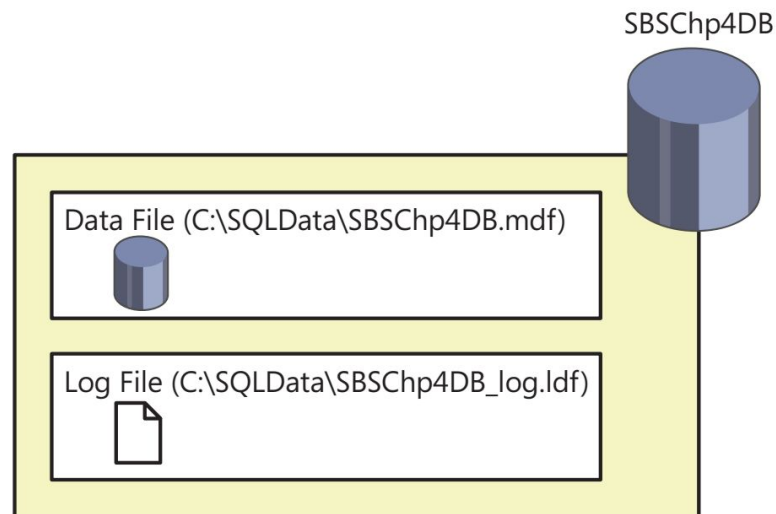 SBSChp4DB
Data File (C:\SQLData\SBSChp4DB.mdf)
Log File (C:\SQLData\SBSChp4DB_log.ldf)